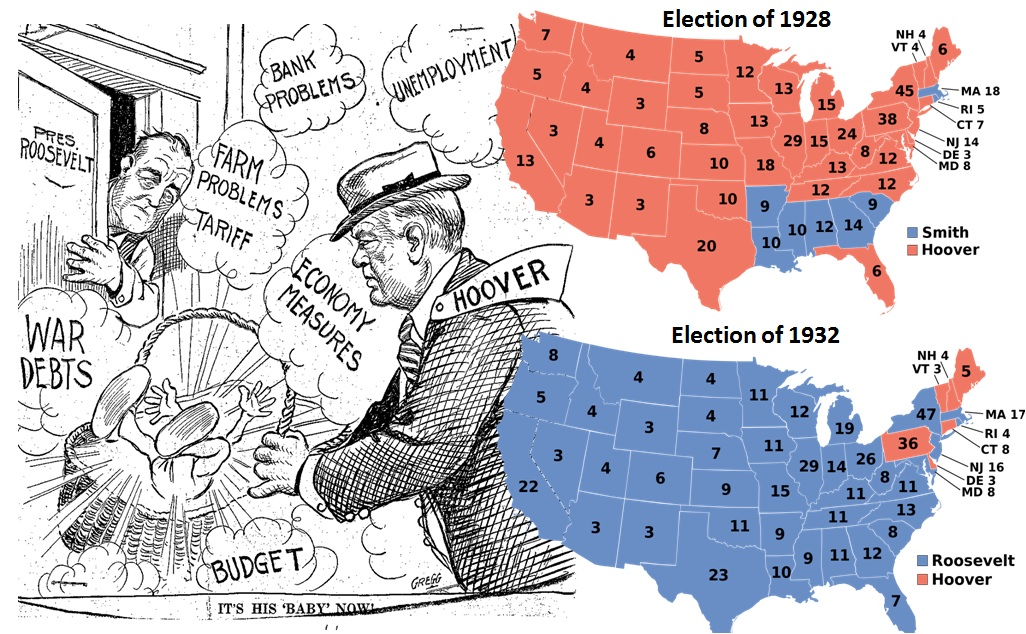 BANK
PROBLEMS
UNEMPLOYMENT
PRES.
ROOSEVELT
FARM
PROBLEMS
TARIFF
ECONOMY
MEASURES
HOOVER
WAR
DEBTS
BUDGET
GREGG
IT'S HIS 'BABY' NOW!
Election of 1928
7
5
4
4
3
5
5
12
13
15
13
8
3
4
6
13
10
18
29
15
24
38
45
6
NH 4
VT 4
MA 18
RI 5
CT 7
NJ 14
DE 3
MD 8
8
12
13
12
12
3
3
10
20
9
10
10
12
14
9
6
Smith
Hoover
Election of 1932
8
5
4
4
3
4
4
11
12
19
11
7
3
4
6
22
9
15
29
14
26
36
47
5
NH 4
VT 3
MA 17
RI 4
CT 8
NJ 16
DE 3
MD 8
8
11
11
11
13
3
3
11
23
9
10
9
11
12
8
7
Roosevelt
Hoover